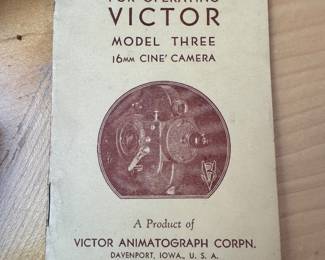 FOR OPERATING
VICTOR
MODEL THREE
16MM CINE' CAMERA
A Product of
VICTOR ANIMATOGRAPH CORPN.
DAVENPORT, IOWA., U. S. A.